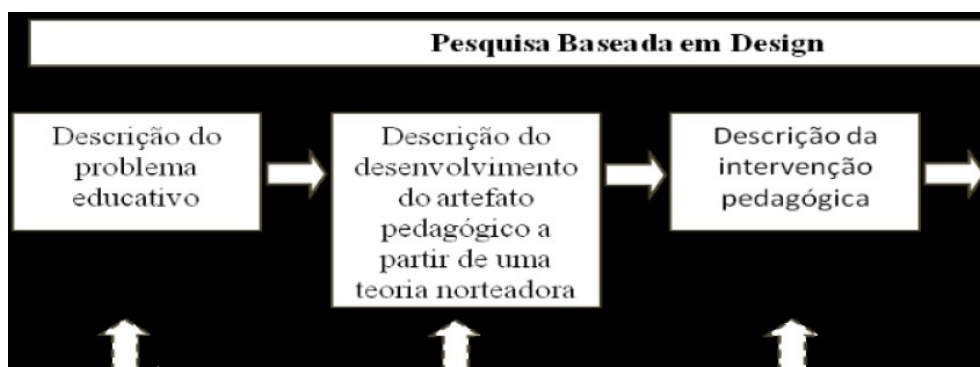 Pesquisa Baseada em Design
Descrição do
problema
educativo
Descrição do
desenvolvimento
do artefato
pedagógico a
partir de uma
teoria norteadora
Descrição da
intervenção
pedagógica